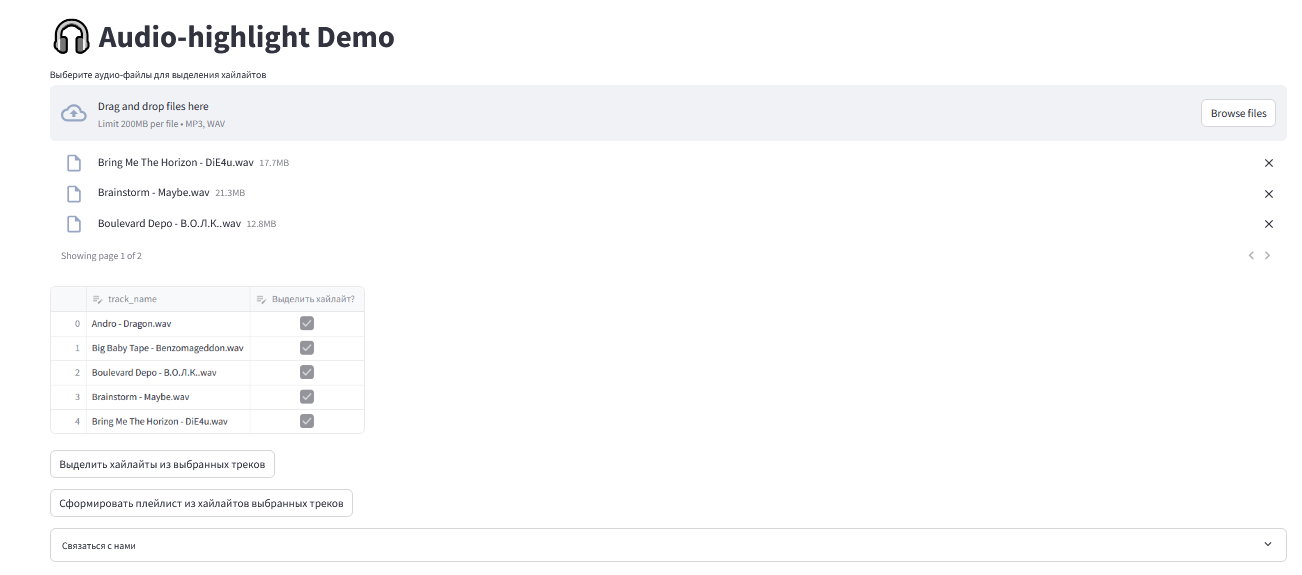 Audio-highlight Demo
Выберите аудио-файлы для выделения хайлайтов
Drag and drop files here
Limit 200MB per file • MP3, WAV
Browse files
Bring Me The Horizon - DiE4u.wav 17.7MB
Brainstorm - Maybe.wav 21.3MB
Boulevard Depo - В.О.Л.К..wav 12.8MB
Showing page 1 of 2
track_name Выделить хайлайт?
0 Andro - Dragon.wav
1 Big Baby Tape - Benzomageddon.wav
2 Boulevard Depo - В.О.Л.К..wav
3 Brainstorm - Maybe.wav
4 Bring Me The Horizon - DiE4u.wav
Выделить хайлайты из выбранных треков
Сформировать плейлист из хайлайтов выбранных треков
Связаться с нами